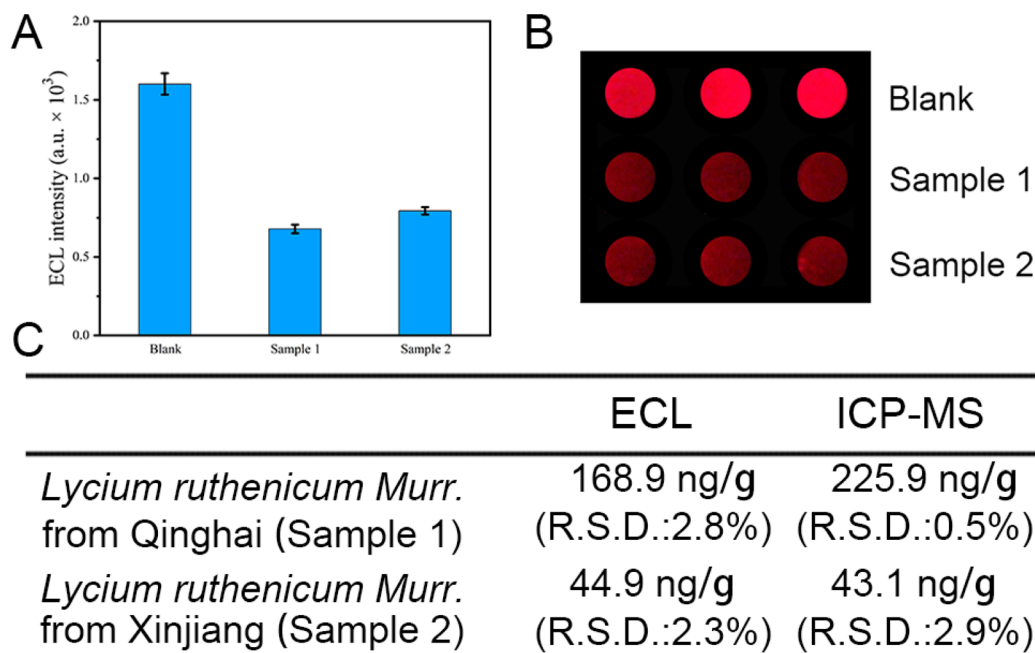 A
ECL intensity (a.u. × 10³)
2.0
1.5
1.0
0.5
0.0
Blank
Sample 1
Sample 2
B
Blank
Sample 1
Sample 2
C
ECL
ICP-MS
Lycium ruthenicum Murr.
from Qinghai (Sample 1)
168.9 ng/g
(R.S.D.:2.8%)
225.9 ng/g
(R.S.D.:0.5%)
Lycium ruthenicum Murr.
from Xinjiang (Sample 2)
44.9 ng/g
(R.S.D.:2.3%)
43.1 ng/g
(R.S.D.:2.9%)